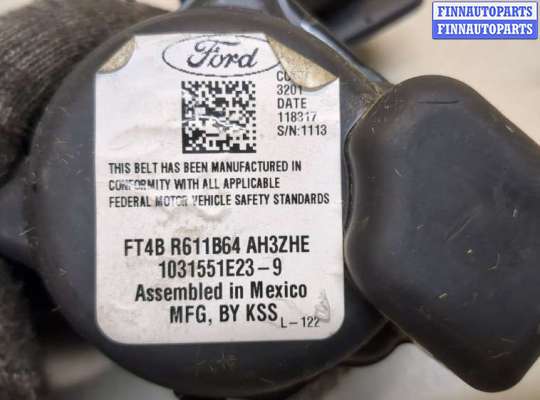 FINNAUTOPARTS
FINNAUTOPARTS
Ford
3201
DATE
118317
S/N:1113
THIS BELT HAS BEEN MANUFACTURED IN
CONFORMITY WITH ALL APPLICABLE
FEDERAL MOTOR VEHICLE SAFETY STANDARDS
FT4B R611B64 AH3ZHE
1031551E23-9
Assembled in Mexico
MFG, BY KSS
L-122